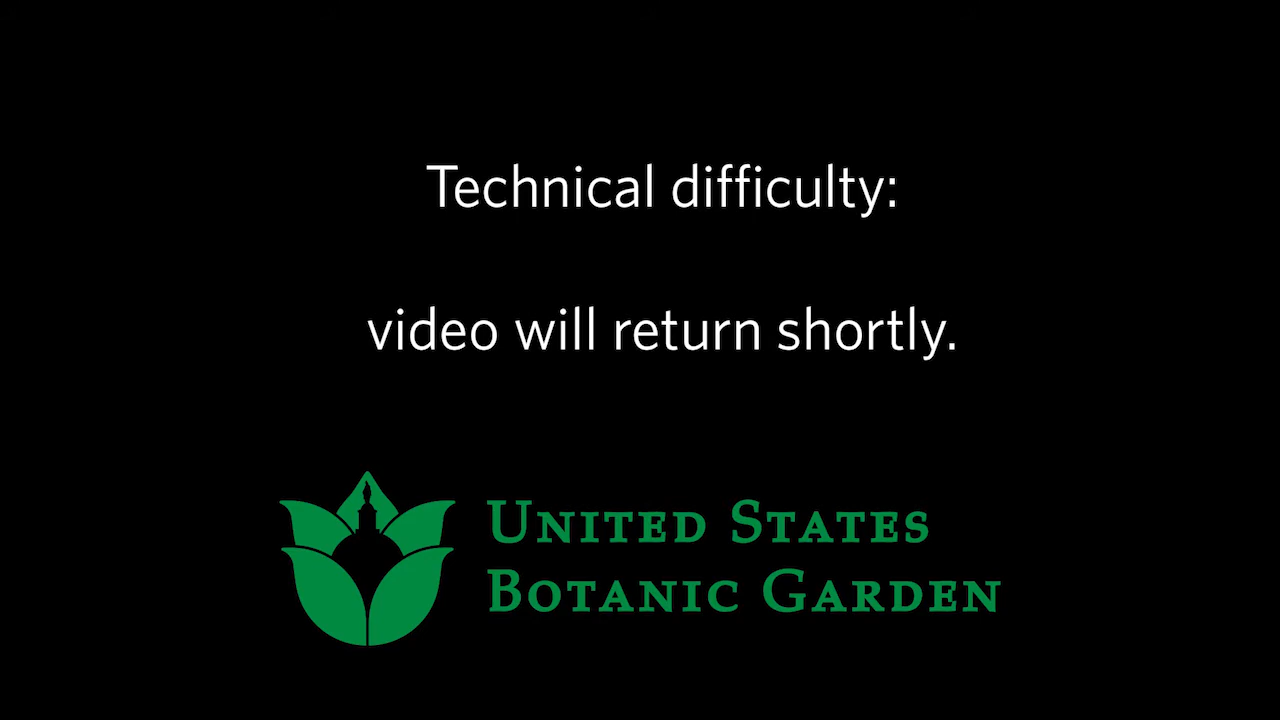 Technical difficulty:
video will return shortly.
United States
Botanic Garden